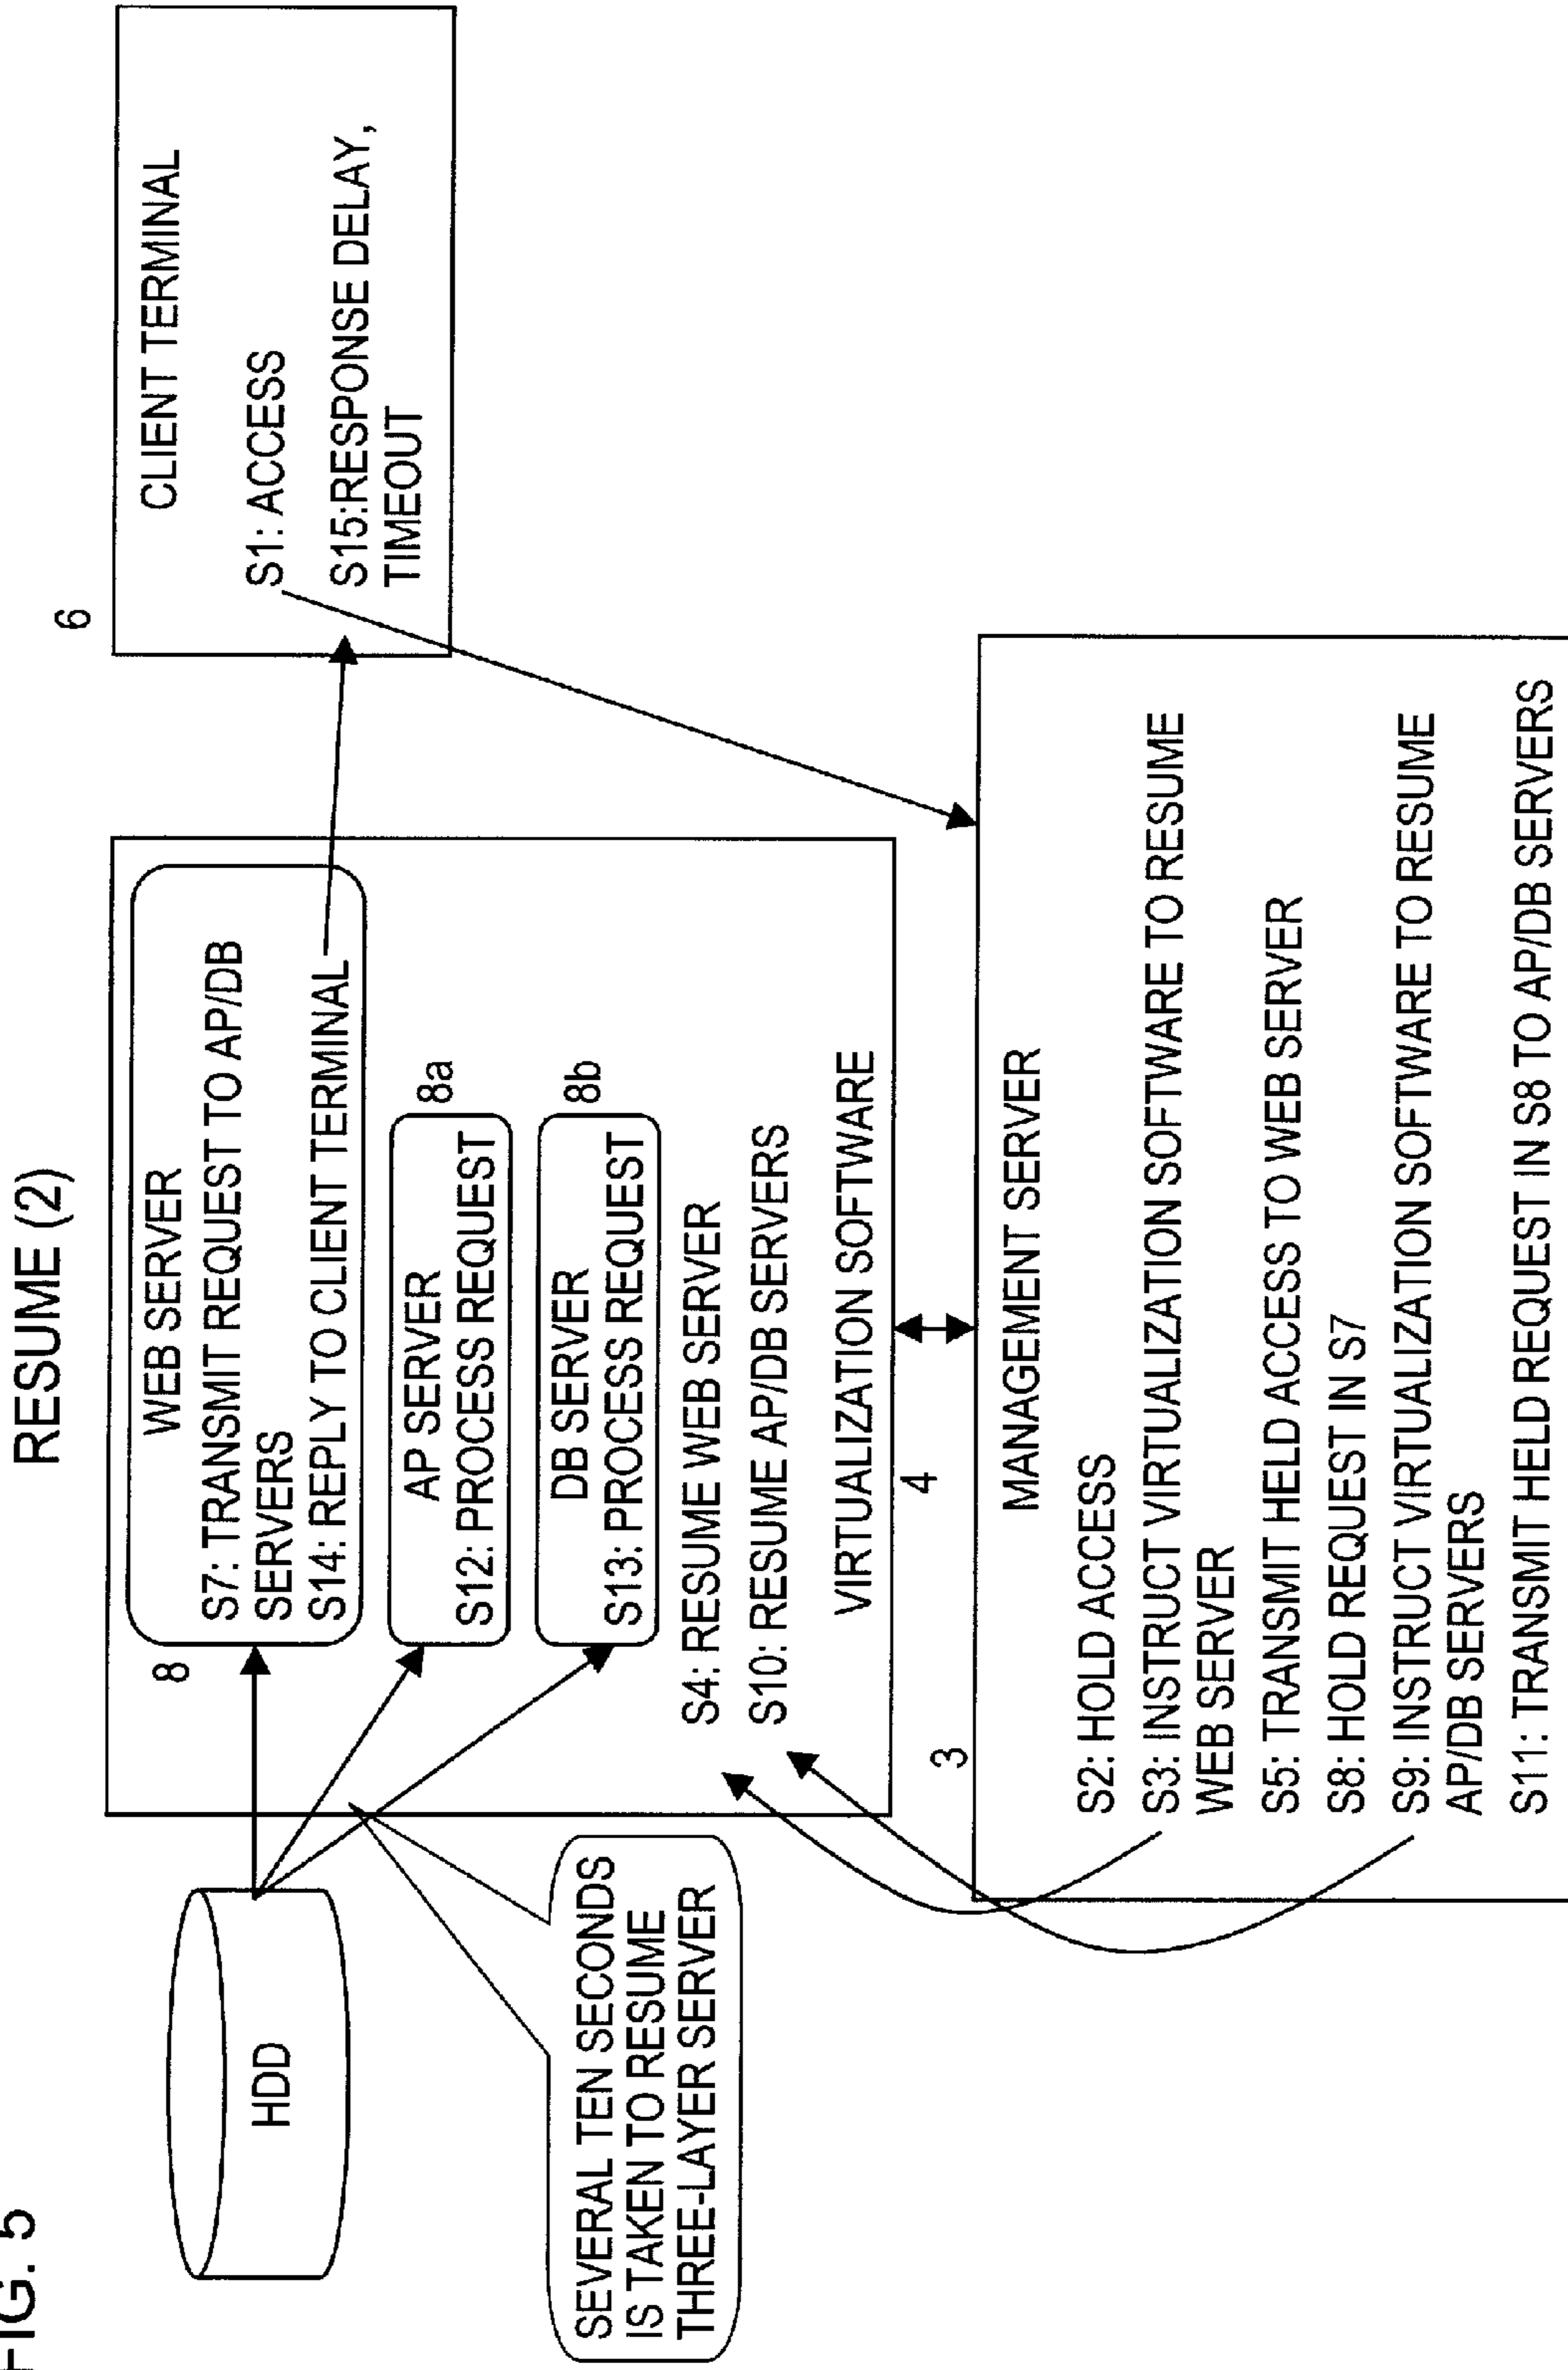 FIG. 5
RESUME (2)
HDD
SEVERAL TEN SECONDS
IS TAKEN TO RESUME
THREE-LAYER SERVER
8
WEB SERVER
S7: TRANSMIT REQUEST TO AP/DB
SERVERS
S14: REPLY TO CLIENT TERMINAL
8a
AP SERVER
S12: PROCESS REQUEST
8b
DB SERVER
S13: PROCESS REQUEST
S4: RESUME WEB SERVER
S10: RESUME AP/DB SERVERS
VIRTUALIZATION SOFTWARE
4
6
CLIENT TERMINAL
S1: ACCESS
S15:RESPONSE DELAY,
TIMEOUT
3
MANAGEMENT SERVER
S2: HOLD ACCESS
S3: INSTRUCT VIRTUALIZATION SOFTWARE TO RESUME
WEB SERVER
S5: TRANSMIT HELD ACCESS TO WEB SERVER
S8: HOLD REQUEST IN S7
S9: INSTRUCT VIRTUALIZATION SOFTWARE TO RESUME
AP/DB SERVERS
S11: TRANSMIT HELD REQUEST IN S8 TO AP/DB SERVERS